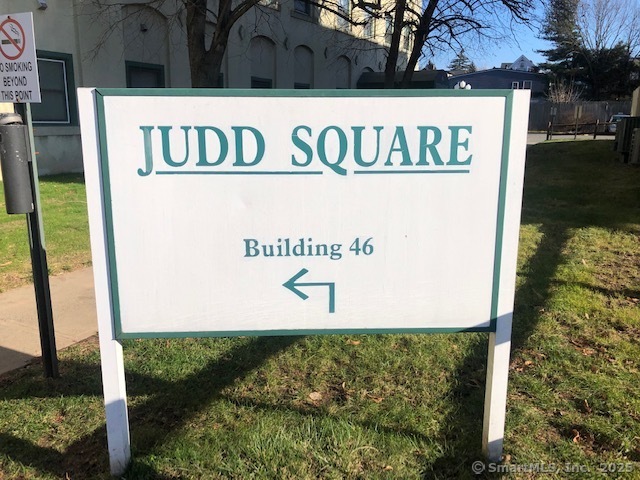 NO SMOKING
BEYOND
THIS POINT
JUDD SQUARE
Building 46
© SmartMLS, Inc. 2025